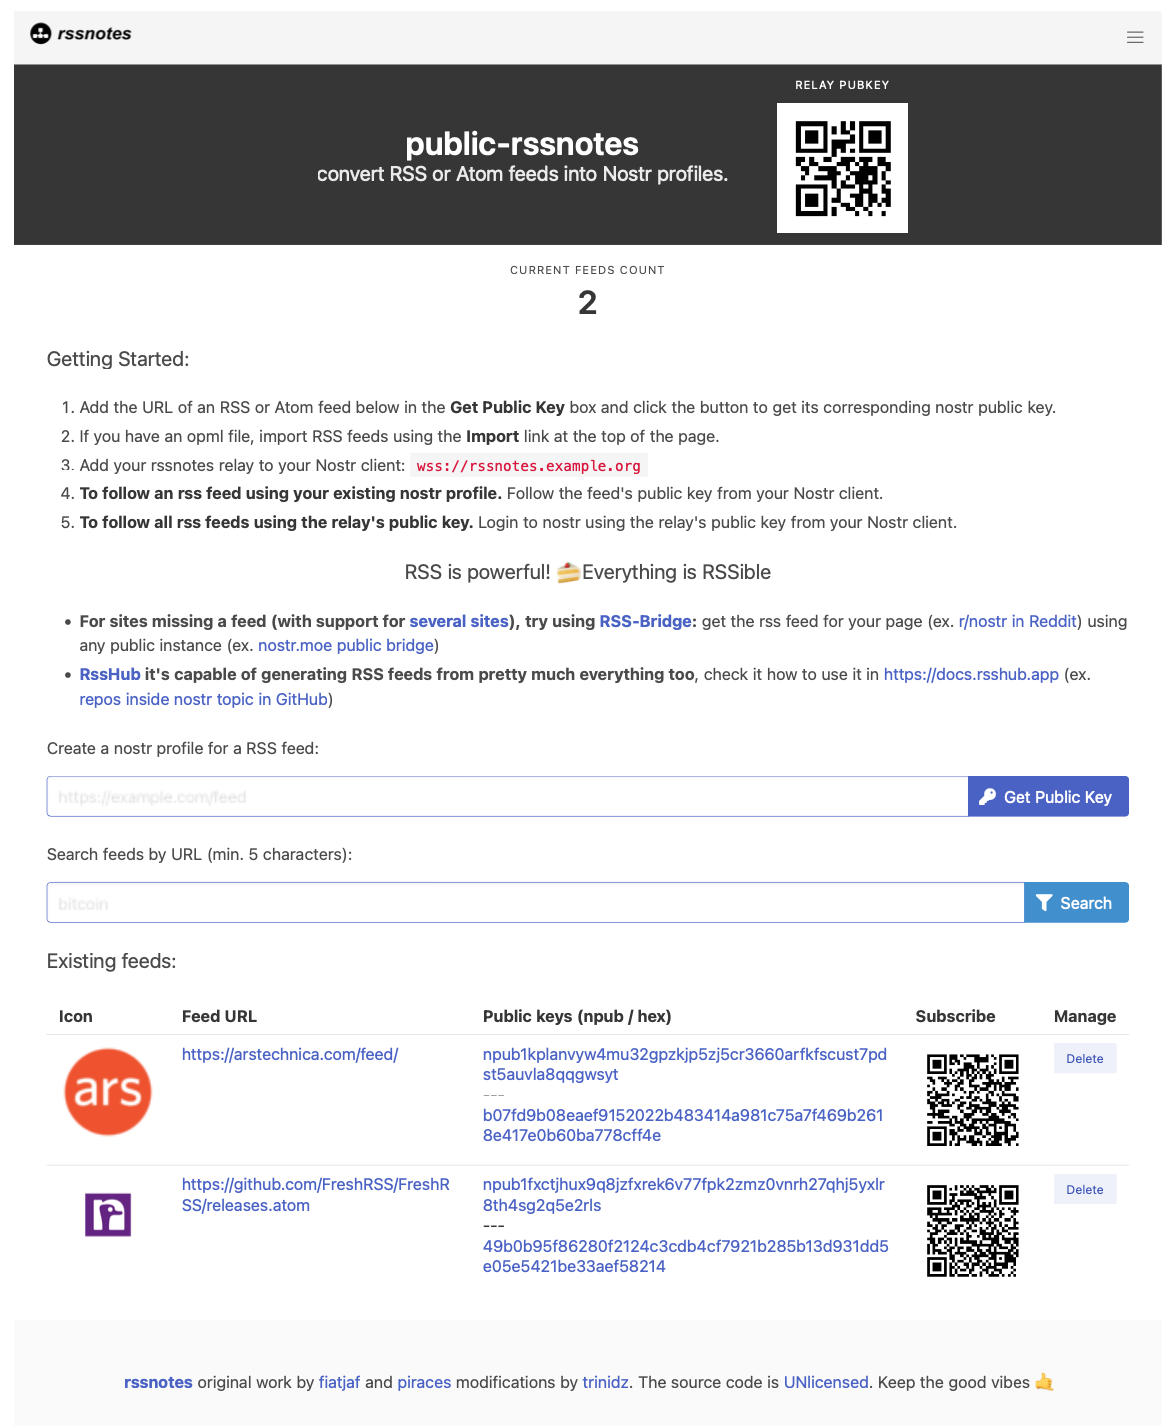 rssnotes
RELAY PUBKEY
public-rssnotes
convert RSS or Atom feeds into Nostr profiles.
CURRENT FEEDS COUNT
2
Getting Started:
1. Add the URL of an RSS or Atom feed below in the Get Public Key box and click the button to get its corresponding nostr public key.
2. If you have an opml file, import RSS feeds using the Import link at the top of the page.
3. Add your rssnotes relay to your Nostr client: wss://rssnotes.example.org
4. To follow an rss feed using your existing nostr profile. Follow the feed's public key from your Nostr client.
5. To follow all rss feeds using the relay's public key. Login to nostr using the relay's public key from your Nostr client.
RSS is powerful! 🍰Everything is RSSible
• For sites missing a feed (with support for several sites), try using RSS-Bridge: get the rss feed for your page (ex. r/nostr in Reddit) using
any public instance (ex. nostr.moe public bridge)
• RssHub it's capable of generating RSS feeds from pretty much everything too, check it how to use it in https://docs.rsshub.app (ex.
repos inside nostr topic in GitHub)
Create a nostr profile for a RSS feed:
https://example.com/feed Get Public Key
Search feeds by URL (min. 5 characters):
bitcoin Search
Existing feeds:
Icon Feed URL Public keys (npub / hex) Subscribe Manage
ars https://arstechnica.com/feed/ npub1kplanvyw4mu32gpzkjp5zj5cr3660arfkfscust7pd Delete
st5auvla8qqgwsyt
---
b07fd9b08eaef9152022b483414a981c75a7f469b261
8e417e0b60ba778cff4e
https://github.com/FreshRSS/FreshR npub1fxctjhux9q8jzfxrek6v77fpk2zmz0vnrh27qhj5yxlr Delete
SS/releases.atom 8th4sg2q5e2rls
---
49b0b95f86280f2124c3cdb4cf7921b285b13d931dd5
e05e5421be33aef58214
rssnotes original work by fiatjaf and piraces modifications by trinidz. The source code is UNlicensed. Keep the good vibes 🤙